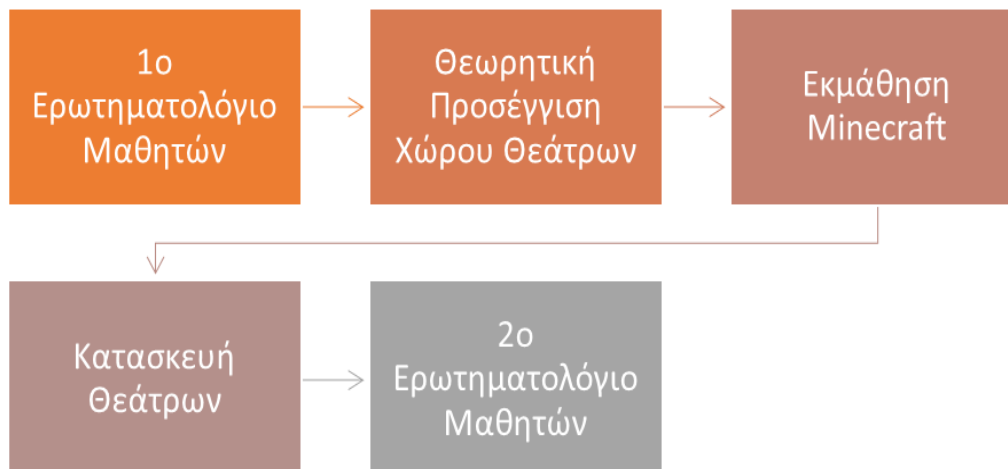 1ο
Ερωτηματολόγιο
Μαθητών
Θεωρητική
Προσέγγιση
Χώρου Θεάτρων
Εκμάθηση
Minecraft
Κατασκευή
Θεάτρων
2ο
Ερωτηματολόγιο
Μαθητών